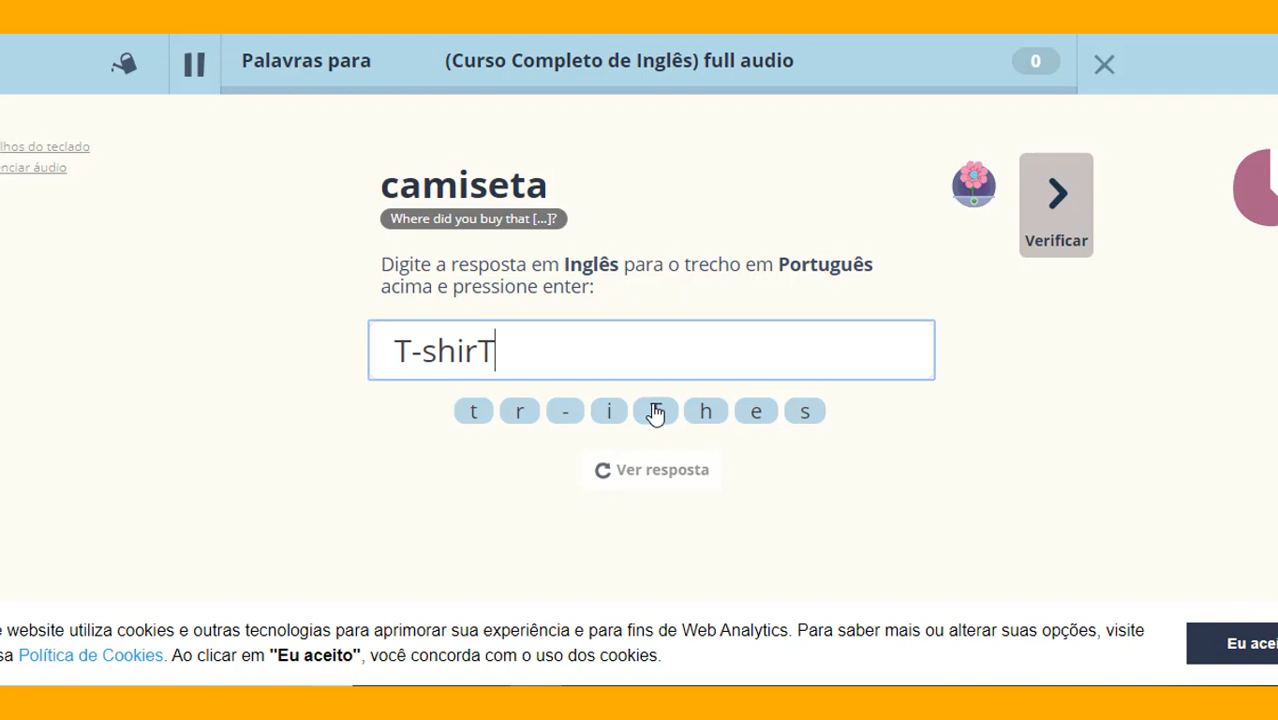 Palavras para (Curso Completo de Inglês) full audio 0
lhos do teclado
nciar áudio
camiseta
Where did you buy that [...]?
Verificar
Digite a resposta em Inglês para o trecho em Português
acima e pressione enter:
T-shirT
t r - i T h e s
Ver resposta
website utiliza cookies e outras tecnologias para aprimorar sua experiência e para fins de Web Analytics. Para saber mais ou alterar suas opções, visite
sa Política de Cookies. Ao clicar em "Eu aceito", você concorda com o uso dos cookies.
Eu acei